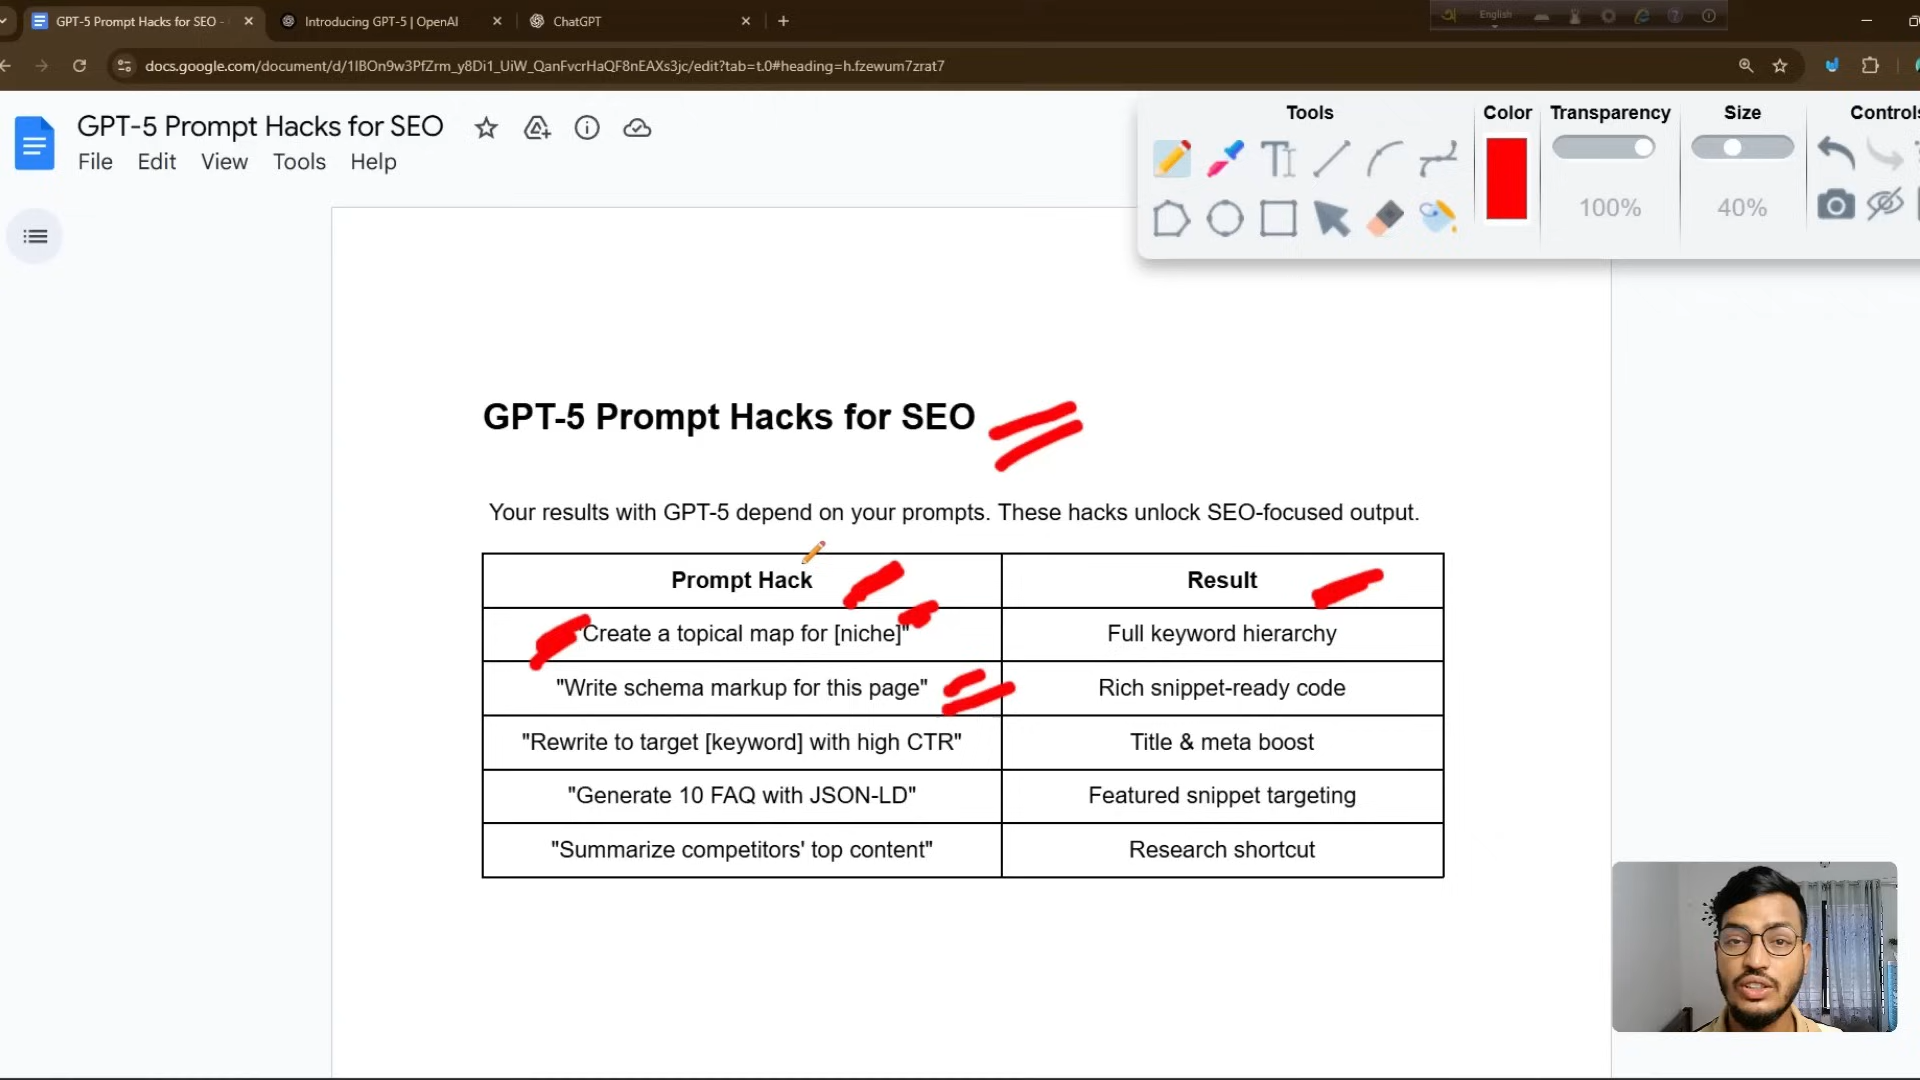 GPT-5 Prompt Hacks for SEO -
Introducing GPT-5 | OpenAI
ChatGPT
English
docs.google.com/document/d/1lBOn9w3PfZrm_y8Di1_UiW_QanFvcrHaQF8nEAXs3jc/edit?tab=t.0#heading=h.fzewum7zrat7
GPT-5 Prompt Hacks for SEO
File Edit View Tools Help
Tools Color Transparency Size Controls
100% 40%
GPT-5 Prompt Hacks for SEO
Your results with GPT-5 depend on your prompts. These hacks unlock SEO-focused output.
Prompt Hack Result
"Create a topical map for [niche]" Full keyword hierarchy
"Write schema markup for this page" Rich snippet-ready code
"Rewrite to target [keyword] with high CTR" Title & meta boost
"Generate 10 FAQ with JSON-LD" Featured snippet targeting
"Summarize competitors' top content" Research shortcut